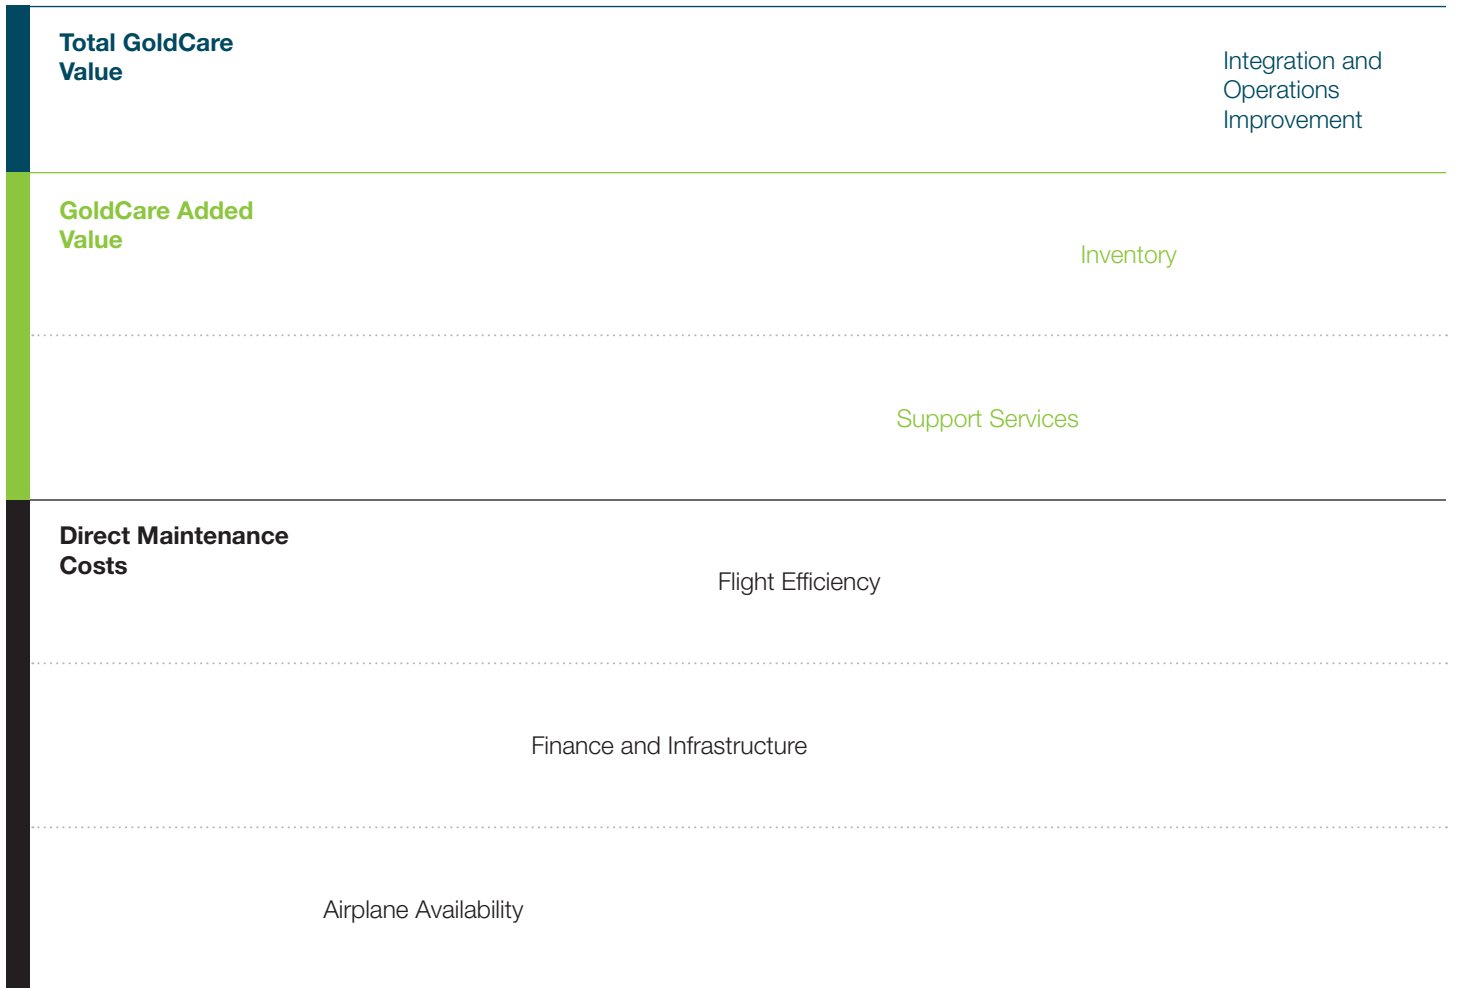 Total GoldCare
Value
Integration and
Operations
Improvement
GoldCare Added
Value
Inventory
Support Services
Direct Maintenance
Costs
Flight Efficiency
Finance and Infrastructure
Airplane Availability